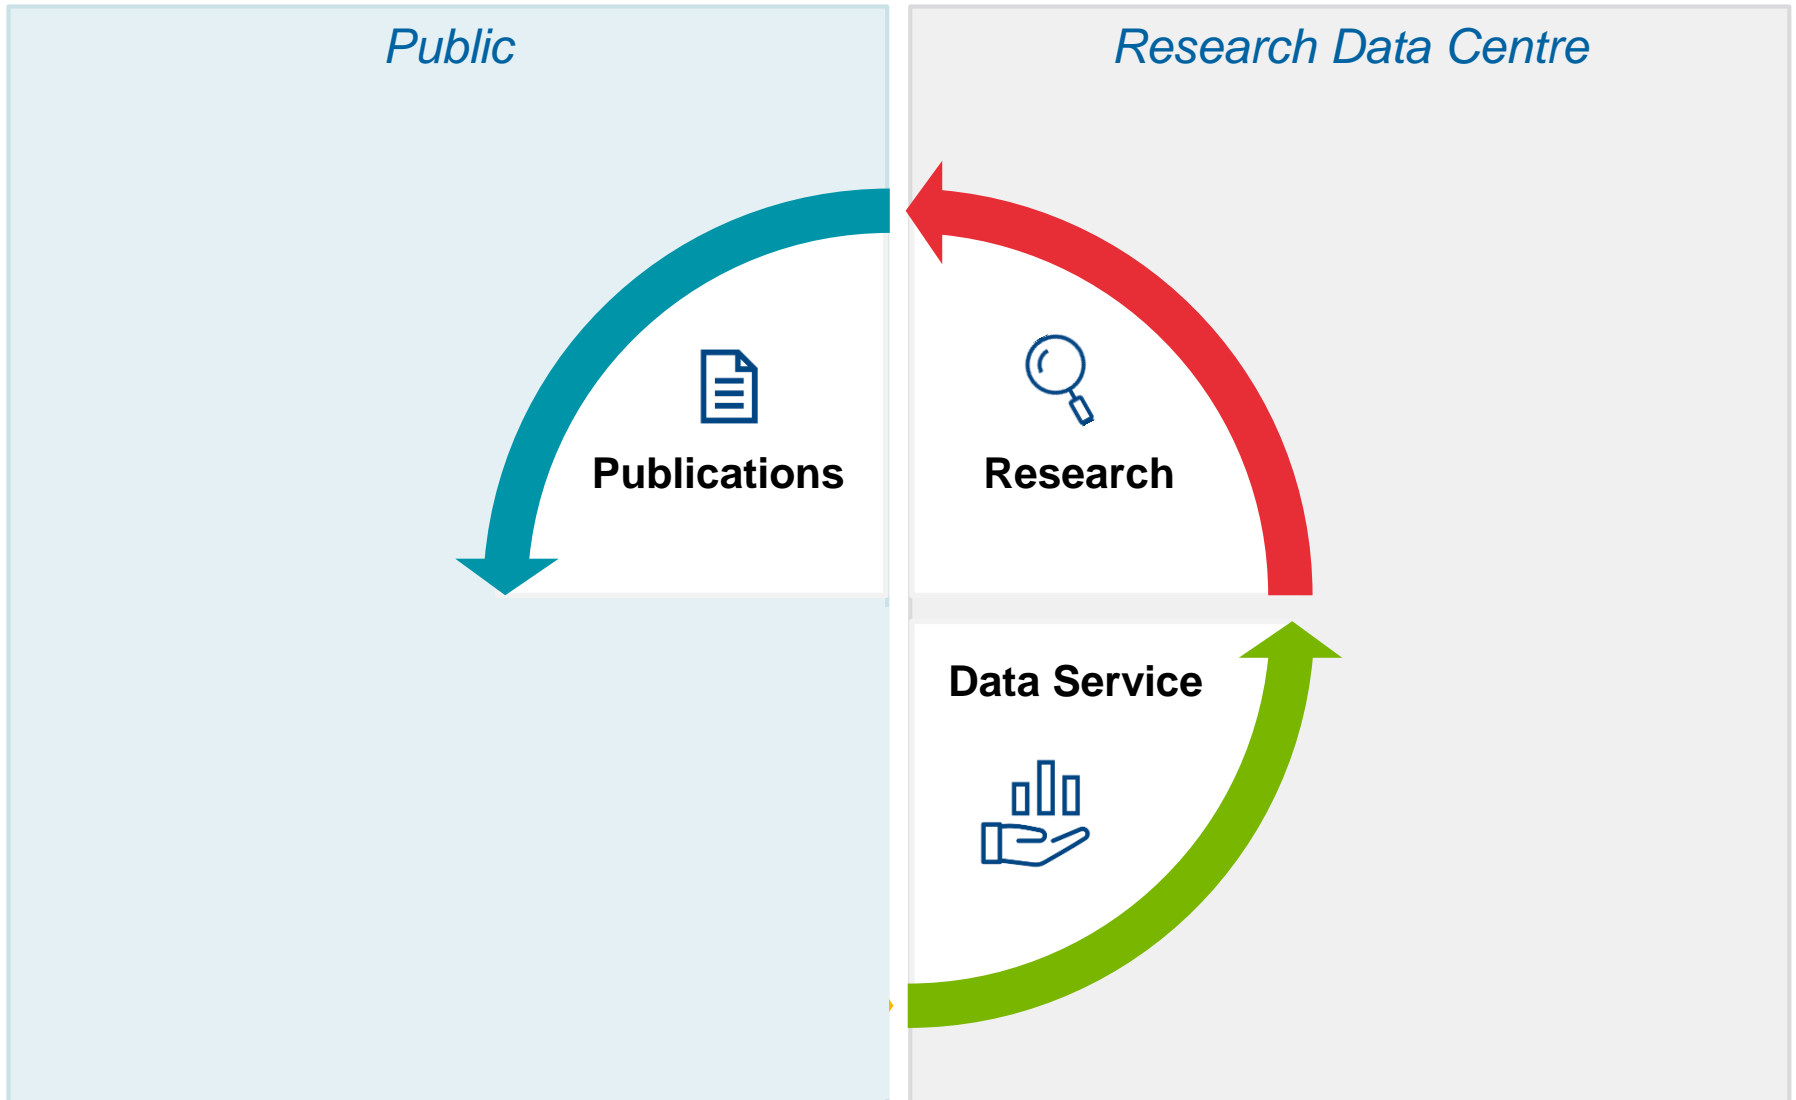 Public
Research Data Centre
Publications
Research
Data Service